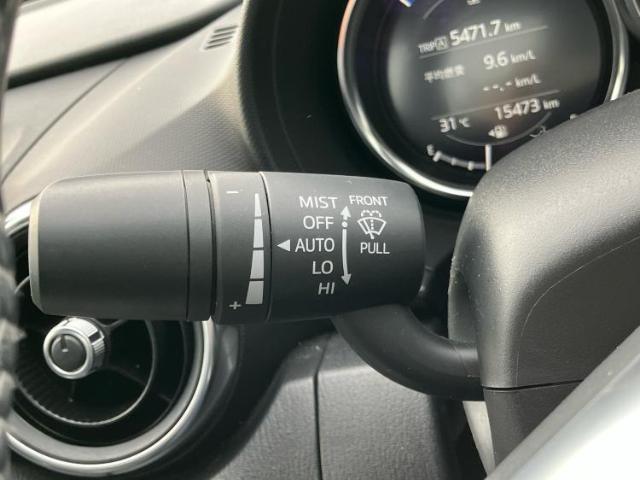 TRIP A 5471.7 km
平均燃費 9.6 km/L
--.- km/L
31℃ 15473 km
E
−
MIST FRONT
OFF
AUTO PULL
LO
HI
+